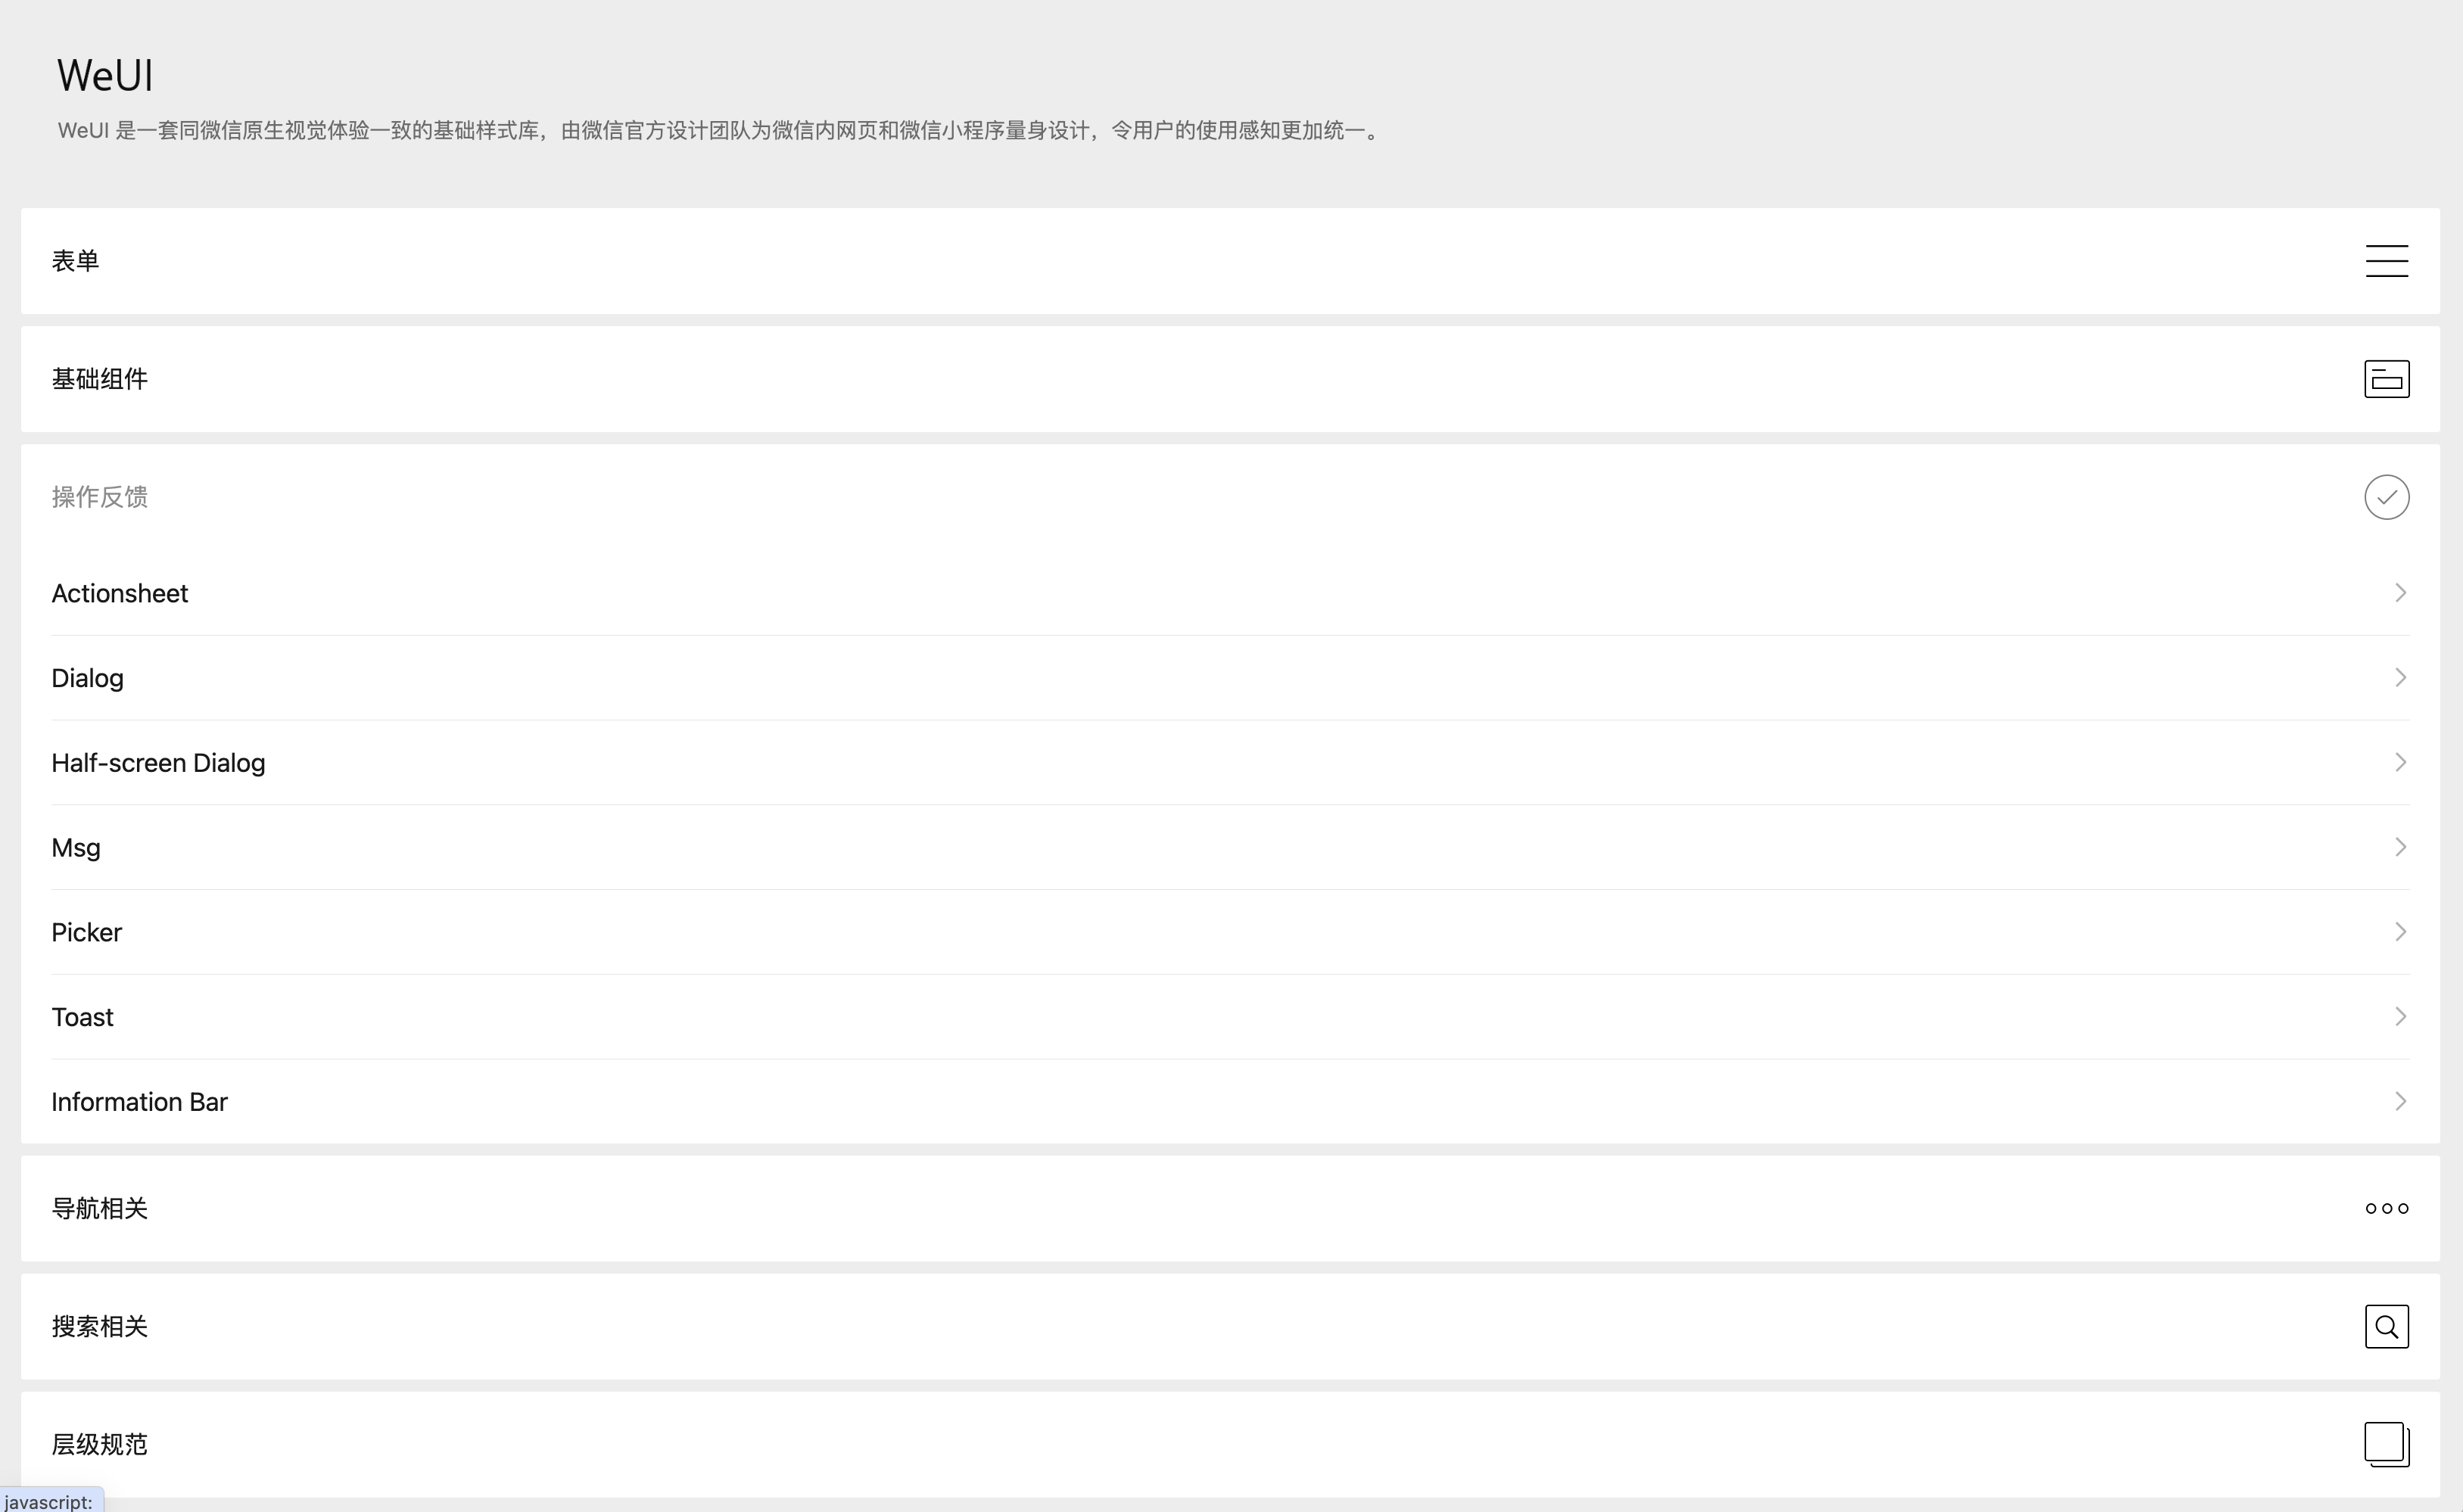 WeUI
WeUI 是一套同微信原生视觉体验一致的基础样式库，由微信官方设计团队为微信内网页和微信小程序量身设计，令用户的使用感知更加统一。
表单
基础组件
操作反馈
Actionsheet
Dialog
Half-screen Dialog
Msg
Picker
Toast
Information Bar
导航相关
搜索相关
层级规范
javascript: